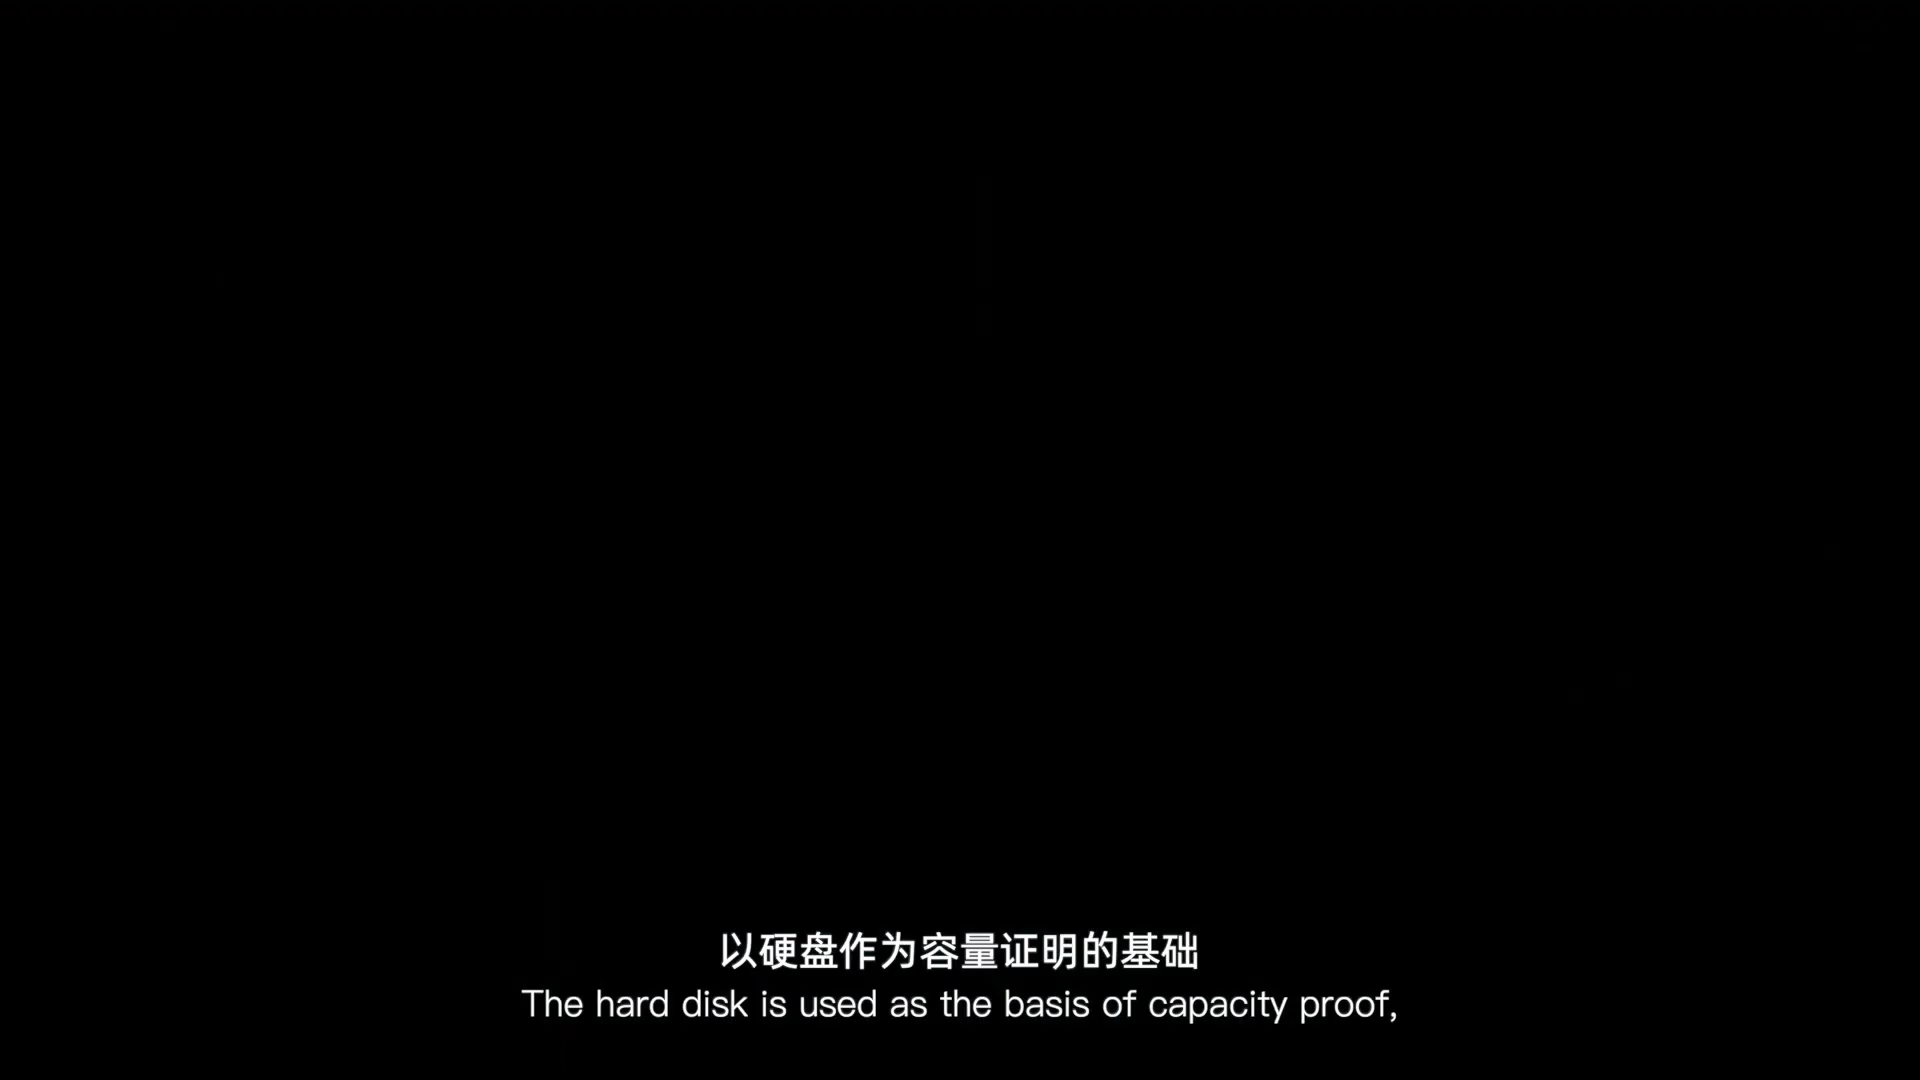 以硬盘作为容量证明的基础
The hard disk is used as the basis of capacity proof,